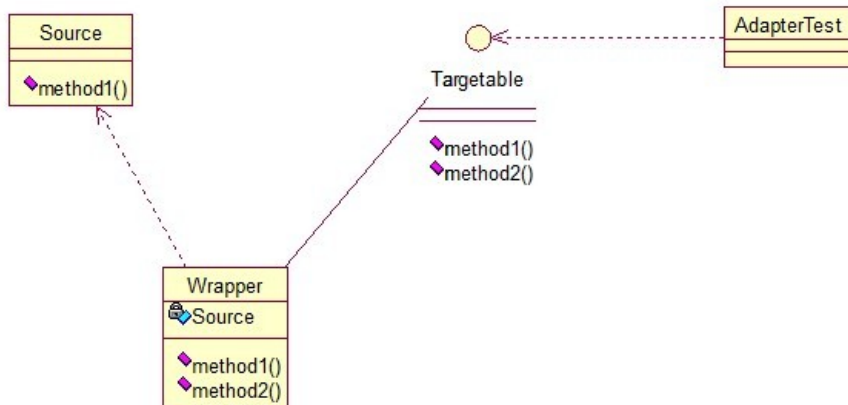 Source
method1()
Targetable
method1()
method2()
AdapterTest
Wrapper
Source
method1()
method2()